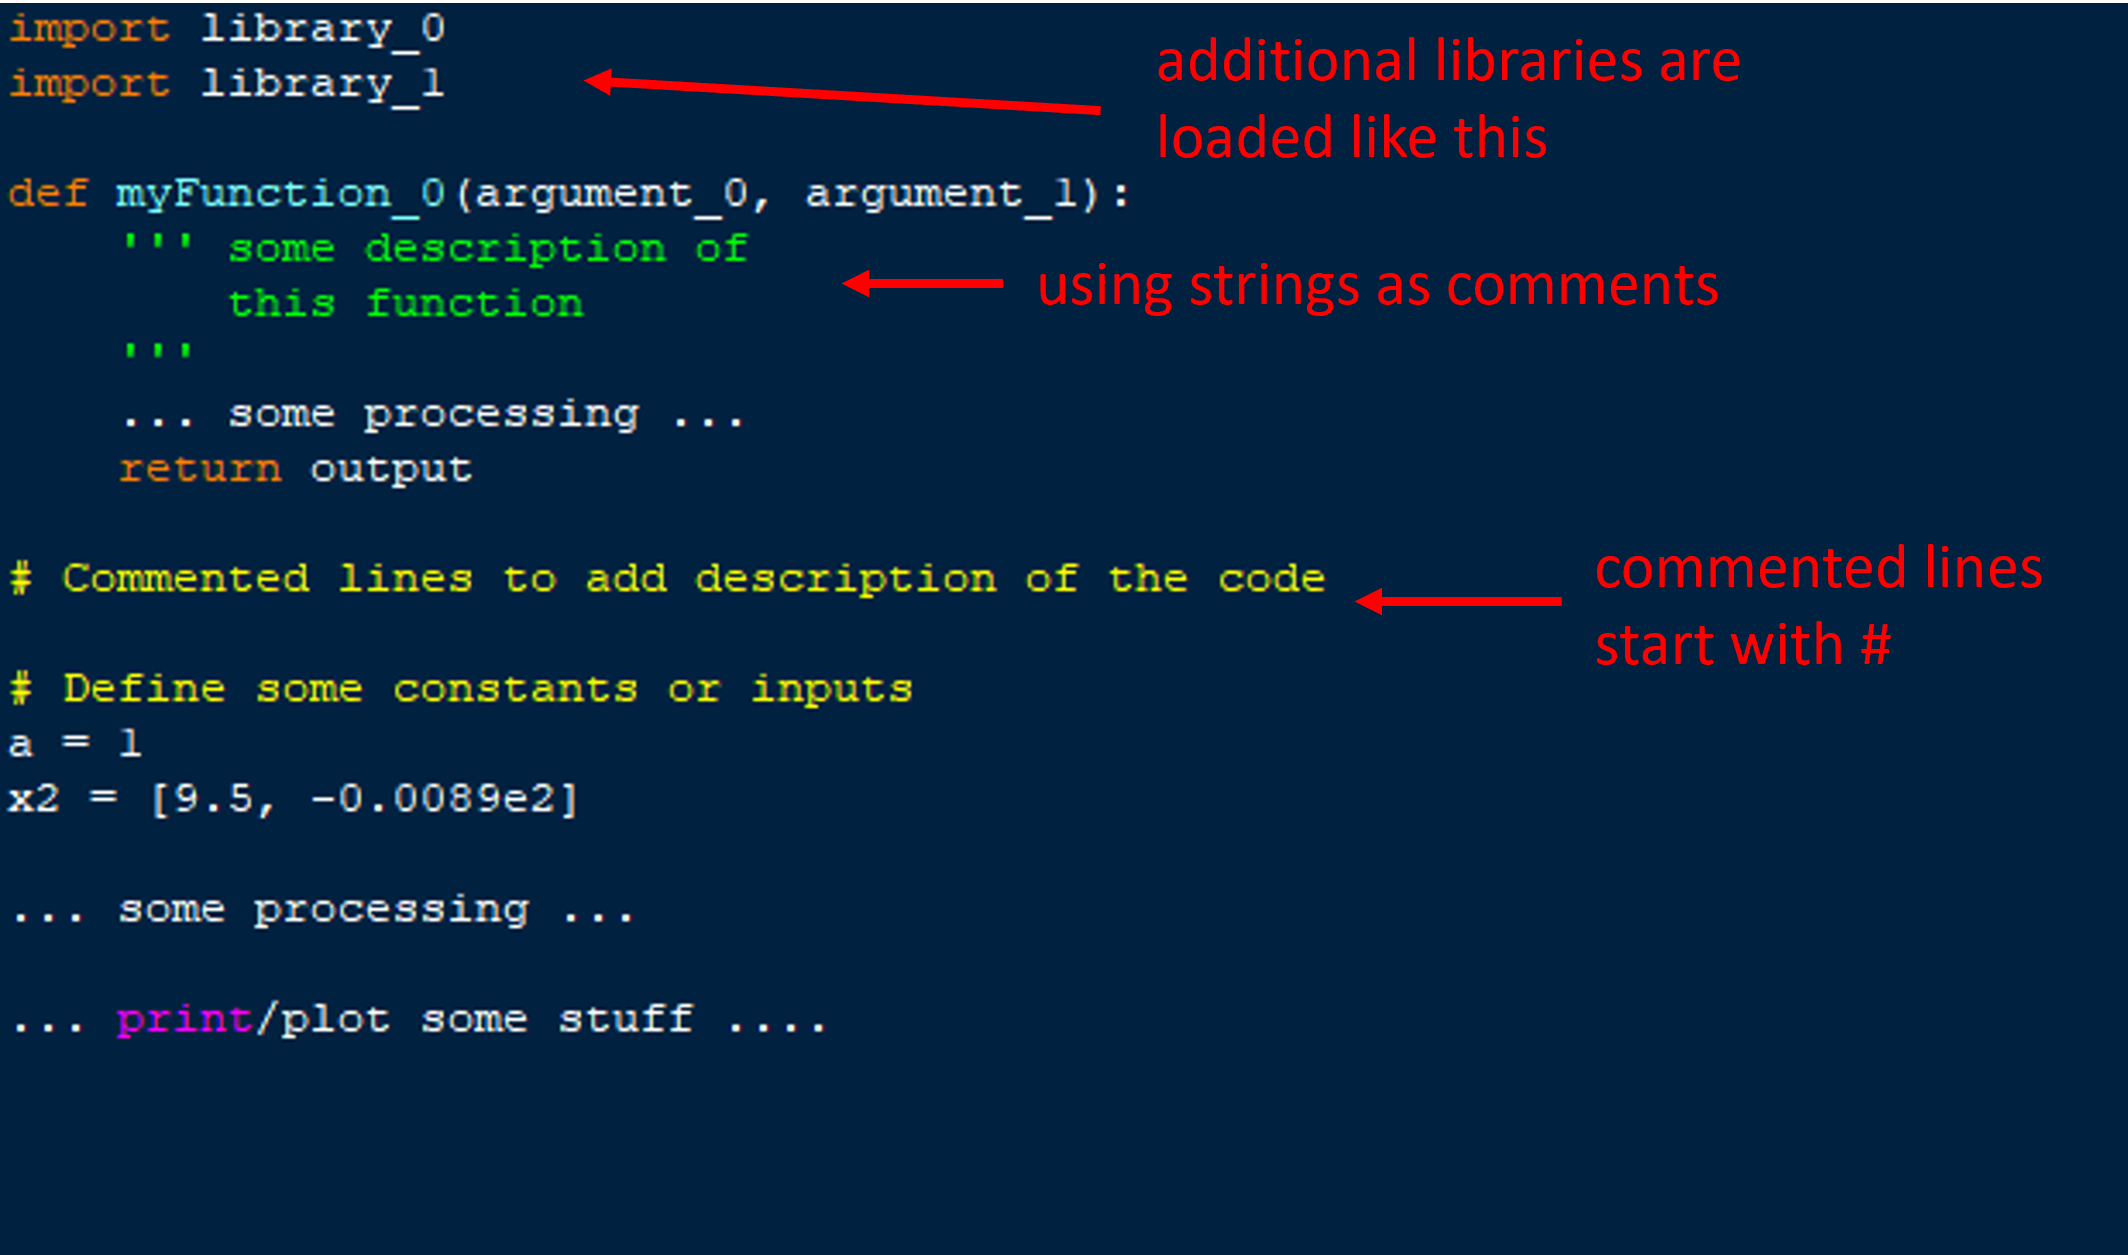 import library_0
import library_1
additional libraries are
loaded like this
def myFunction_0(argument_0, argument_1):
    ''' some description of
        this function
    '''
using strings as comments
    ... some processing ...
    return output
# Commented lines to add description of the code
commented lines
start with #
# Define some constants or inputs
a = 1
x2 = [9.5, -0.0089e2]
... some processing ...
... print/plot some stuff ....